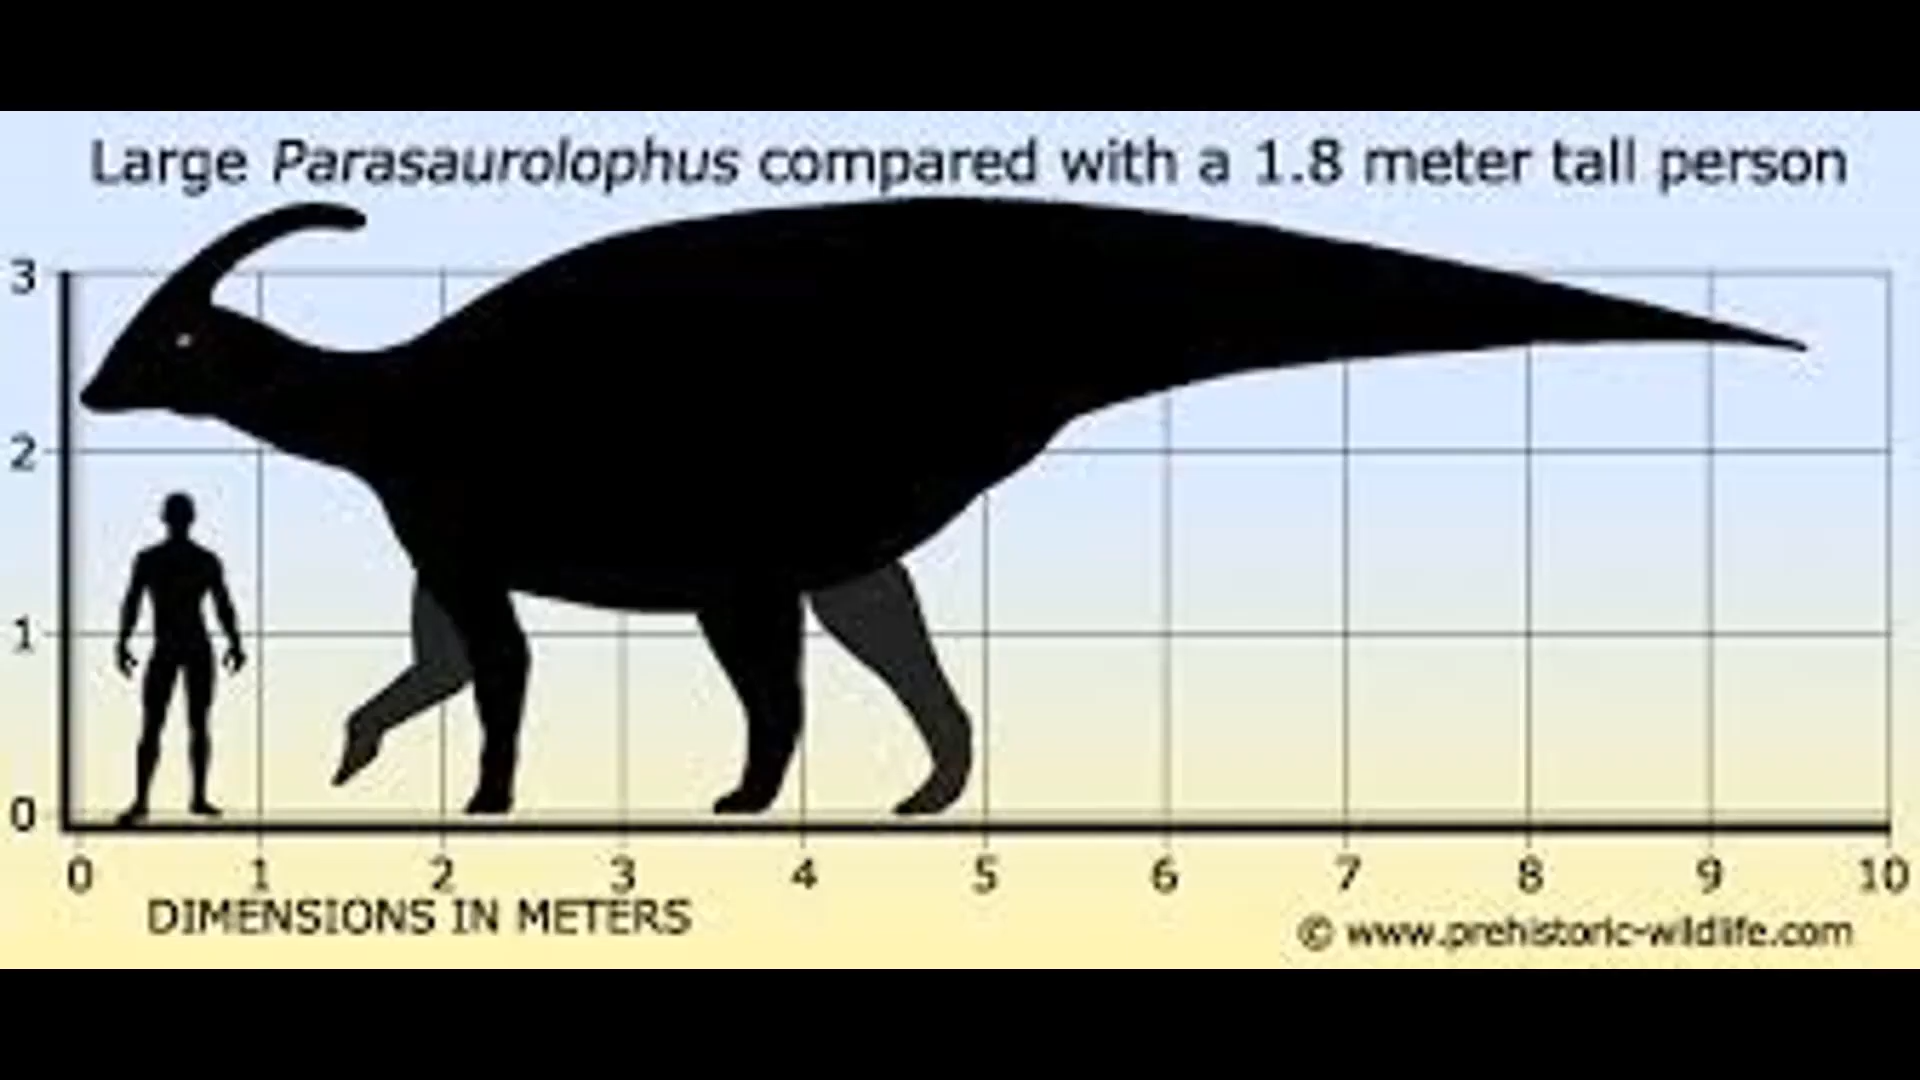 Large Parasaurolophus compared with a 1.8 meter tall person
3
2
1
0
0 1 2 3 4 5 6 7 8 9 10
DIMENSIONS IN METERS
© www.prehistoric-wildlife.com